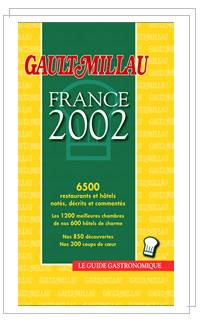 GAULT·MILLAU
FRANCE
2002
6500
restaurants et hôtels
notés, décrits et commentés
Les 1200 meilleures chambres
de nos 600 hôtels de charme
Nos 850 découvertes
Nos 300 coups de cœur
LE GUIDE GASTRONOMIQUE